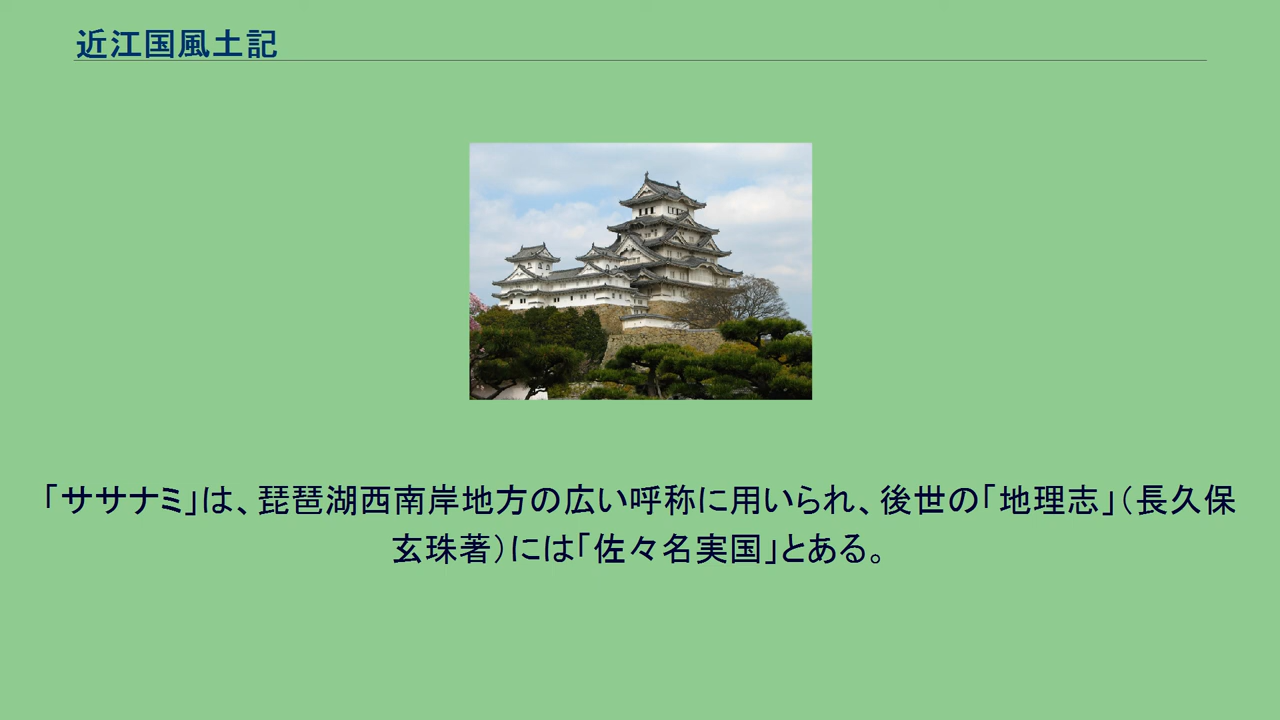 近江国風土記
「ササナミ」は、琵琶湖西南岸地方の広い呼称に用いられ、後世の「地理志」（長久保
玄珠著）には「佐々名実国」とある。